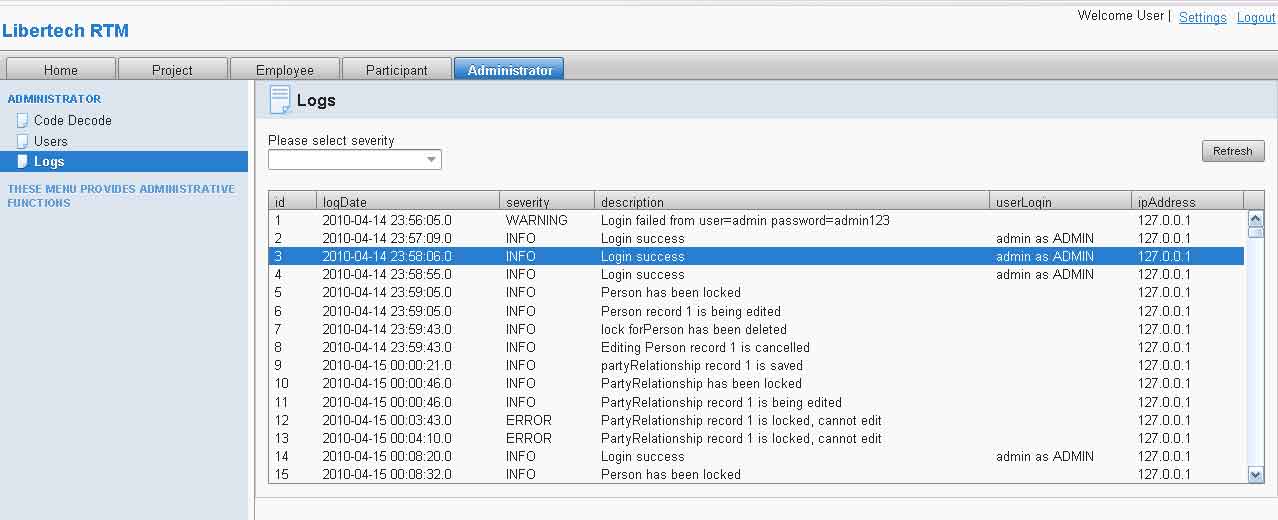 Welcome User | Settings Logout
Libertech RTM
Home Project Employee Participant Administrator
ADMINISTRATOR
Code Decode
Users
Logs
THESE MENU PROVIDES ADMINISTRATIVE
FUNCTIONS
Logs
Please select severity
Refresh
id logDate severity description userLogin ipAddress
1 2010-04-14 23:56:05.0 WARNING Login failed from user=admin password=admin123 127.0.0.1
2 2010-04-14 23:57:09.0 INFO Login success admin as ADMIN 127.0.0.1
3 2010-04-14 23:58:06.0 INFO Login success admin as ADMIN 127.0.0.1
4 2010-04-14 23:58:55.0 INFO Login success admin as ADMIN 127.0.0.1
5 2010-04-14 23:59:05.0 INFO Person has been locked 127.0.0.1
6 2010-04-14 23:59:05.0 INFO Person record 1 is being edited 127.0.0.1
7 2010-04-14 23:59:43.0 INFO lock forPerson has been deleted 127.0.0.1
8 2010-04-14 23:59:43.0 INFO Editing Person record 1 is cancelled 127.0.0.1
9 2010-04-15 00:00:21.0 INFO partyRelationship record 1 is saved 127.0.0.1
10 2010-04-15 00:00:46.0 INFO PartyRelationship has been locked 127.0.0.1
11 2010-04-15 00:00:46.0 INFO PartyRelationship record 1 is being edited 127.0.0.1
12 2010-04-15 00:03:43.0 ERROR PartyRelationship record 1 is locked, cannot edit 127.0.0.1
13 2010-04-15 00:04:10.0 ERROR PartyRelationship record 1 is locked, cannot edit 127.0.0.1
14 2010-04-15 00:08:20.0 INFO Login success admin as ADMIN 127.0.0.1
15 2010-04-15 00:08:32.0 INFO Person has been locked 127.0.0.1